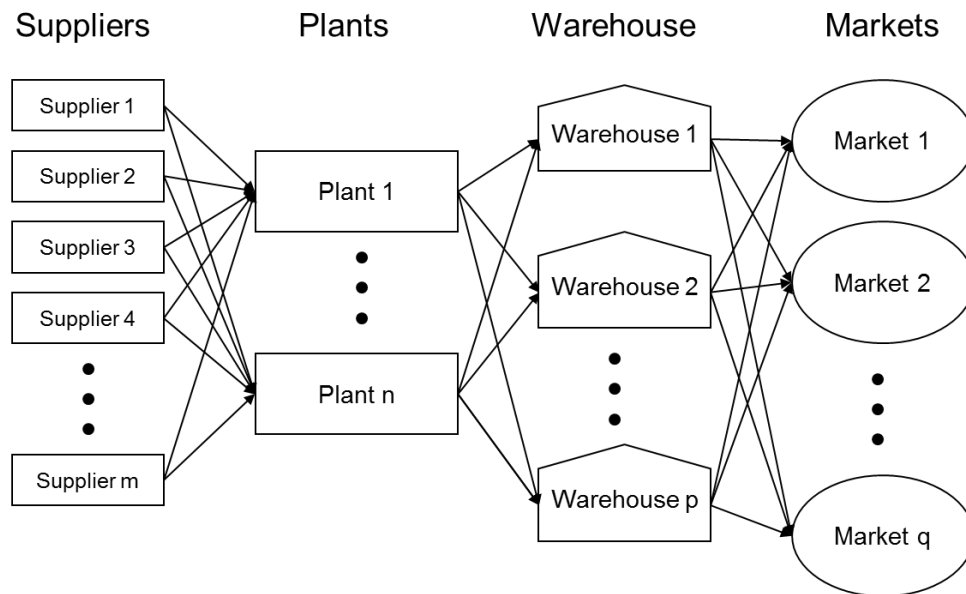 Suppliers
Plants
Warehouse
Markets
Supplier 1
Supplier 2
Supplier 3
Supplier 4
Supplier m
Plant 1
Plant n
Warehouse 1
Warehouse 2
Warehouse p
Market 1
Market 2
Market q